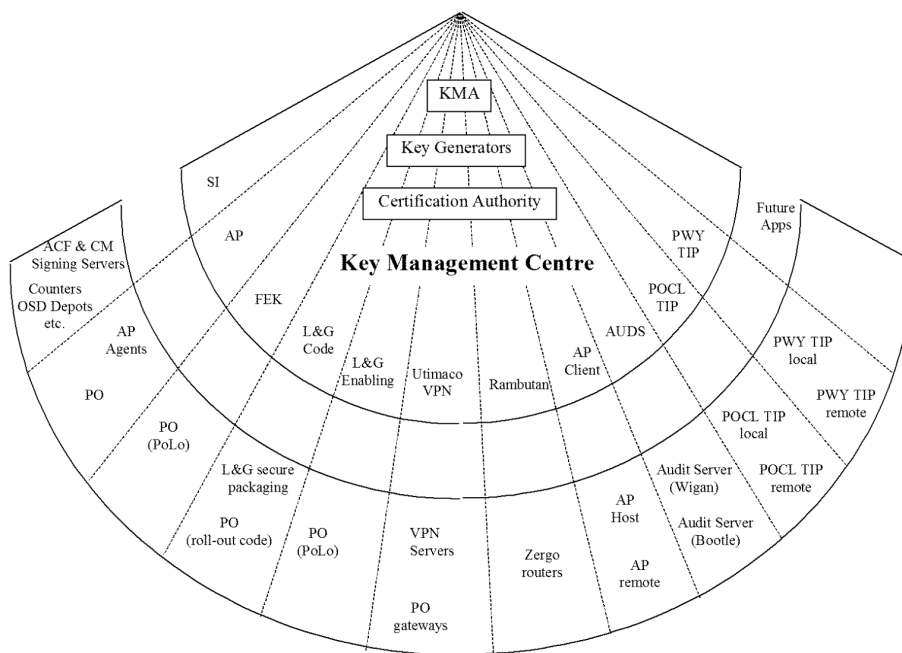 KMA
Key Generators
Certification Authority
Key Management Centre
SI
AP
FEK
L&G
Code
L&G
Enabling
Utimaco
VPN
Rambutan
AP
Client
AUDS
POCL
TIP
PWY
TIP
Future
Apps
ACF & CM
Signing Servers
Counters
OSD Depots
etc.
AP
Agents
PO
PO
(PoLo)
L&G secure
packaging
PO
(roll-out code)
PO
(PoLo)
VPN
Servers
PO
gateways
Zergo
routers
AP
Host
AP
remote
Audit Server
(Wigan)
Audit Server
(Bootle)
POCL TIP
local
POCL TIP
remote
PWY TIP
local
PWY TIP
remote